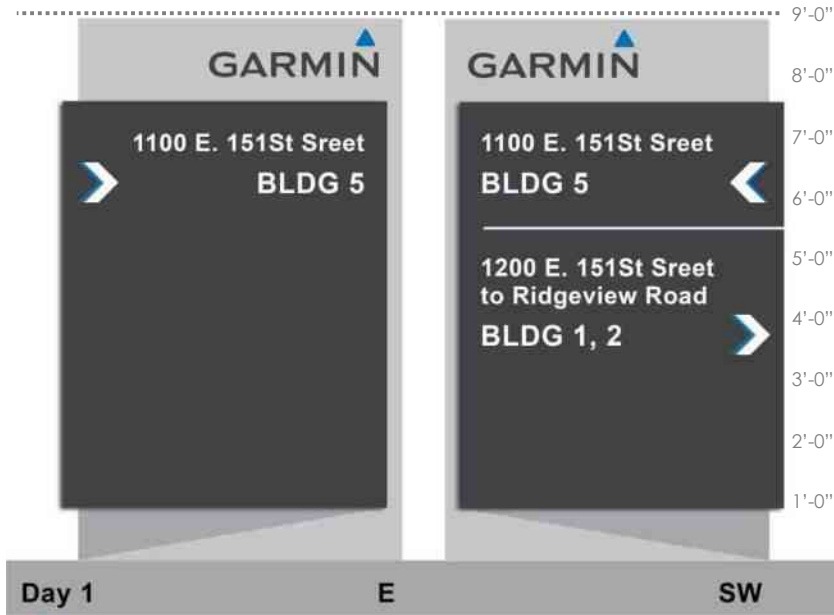 GARMIN
1100 E. 151St Sreet
BLDG 5
GARMIN
1100 E. 151St Sreet
BLDG 5
1200 E. 151St Sreet
to Ridgeview Road
BLDG 1, 2
9'-0"
8'-0"
7'-0"
6'-0"
5'-0"
4'-0"
3'-0"
2'-0"
1'-0"
Day 1 E SW